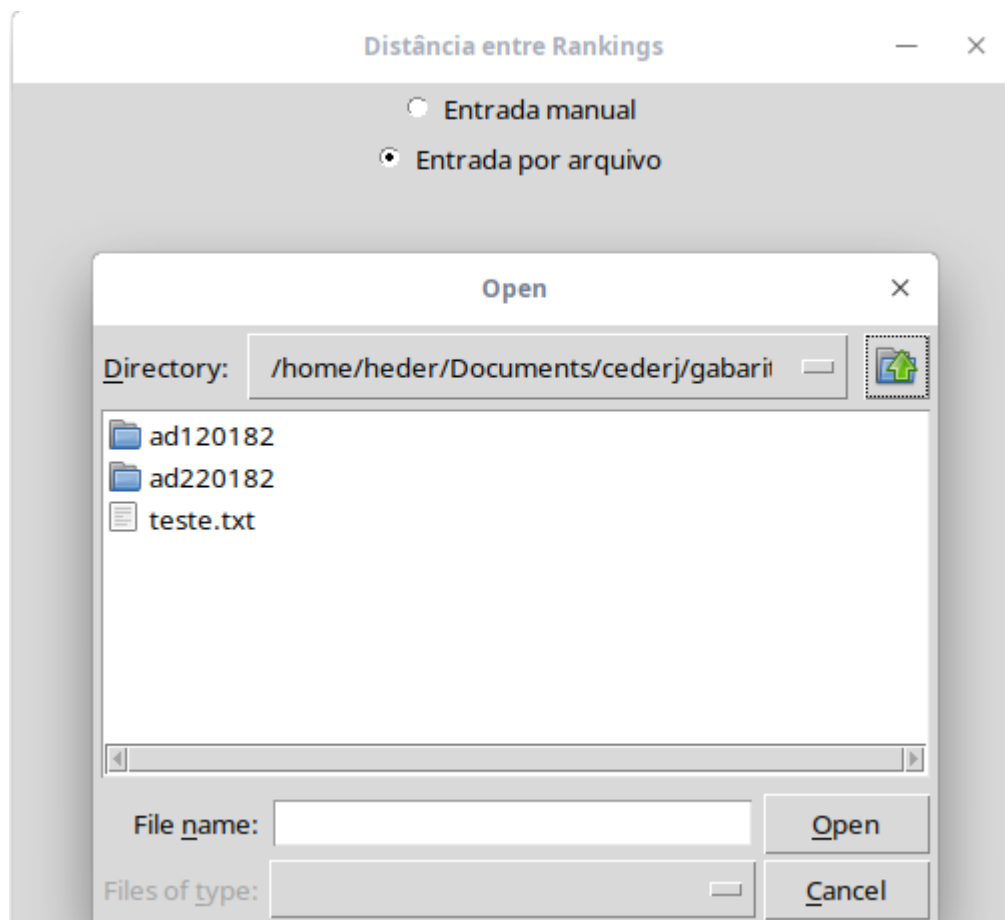 Distância entre Rankings
Entrada manual
Entrada por arquivo
Open
Directory: /home/heder/Documents/cederj/gabarit
ad120182
ad220182
teste.txt
File name: Open
Files of type: Cancel